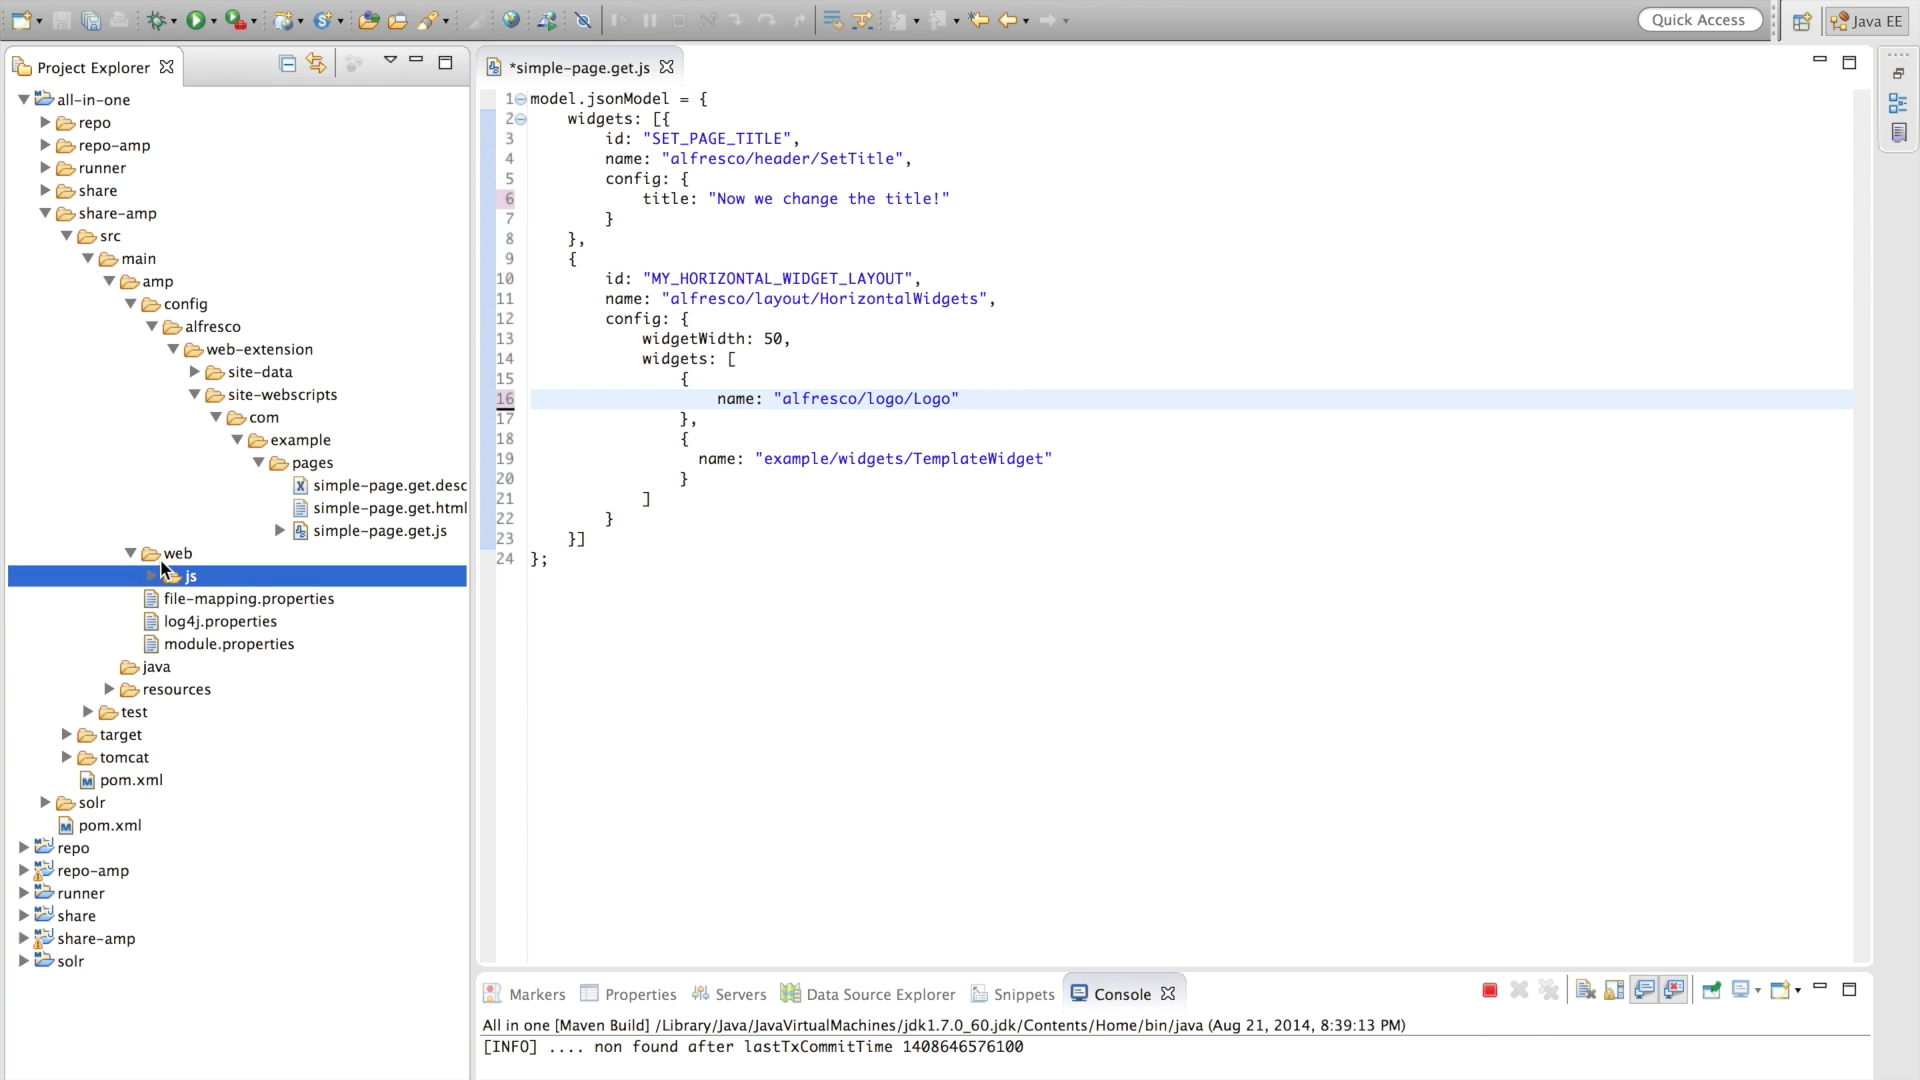 Quick Access
Java EE
Project Explorer
all-in-one
repo
repo-amp
runner
share
share-amp
src
main
amp
config
alfresco
web-extension
site-data
site-webscripts
com
example
pages
simple-page.get.desc
simple-page.get.html
simple-page.get.js
web
js
file-mapping.properties
log4j.properties
module.properties
java
resources
test
target
tomcat
pom.xml
solr
pom.xml
repo
repo-amp
runner
share
share-amp
solr
*simple-page.get.js
1 model.jsonModel = {
2 widgets: [{
3 id: "SET_PAGE_TITLE",
4 name: "alfresco/header/SetTitle",
5 config: {
6 title: "Now we change the title!"
7 }
8 },
9 {
10 id: "MY_HORIZONTAL_WIDGET_LAYOUT",
11 name: "alfresco/layout/HorizontalWidgets",
12 config: {
13 widgetWidth: 50,
14 widgets: [
15 {
16 name: "alfresco/logo/Logo"
17 },
18 {
19 name: "example/widgets/TemplateWidget"
20 }
21 ]
22 }
23 }]
24 };
Markers Properties Servers Data Source Explorer Snippets Console
All in one [Maven Build] /Library/Java/JavaVirtualMachines/jdk1.7.0_60.jdk/Contents/Home/bin/java (Aug 21, 2014, 8:39:13 PM)
[INFO] .... non found after lastTxCommitTime 1408646576100